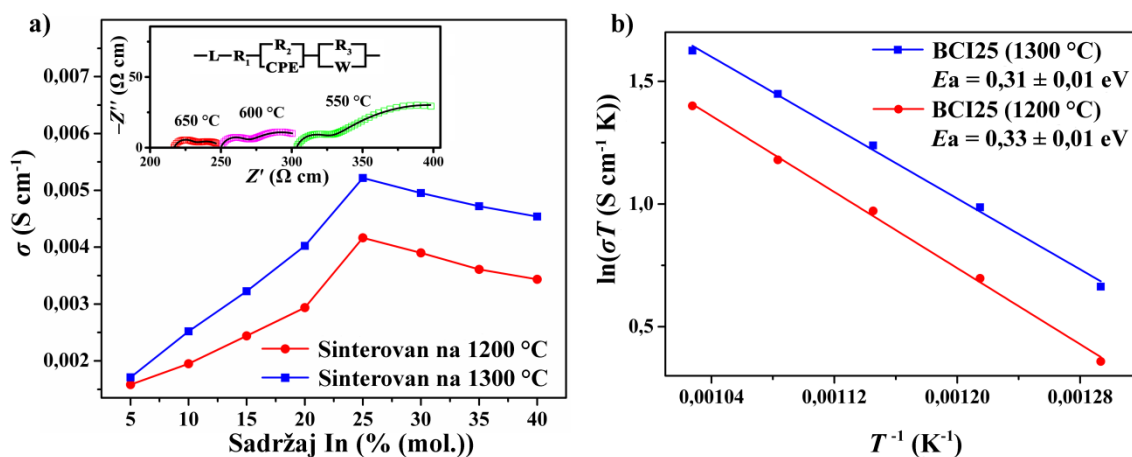 a)
L
R1
R2
CPE
R3
W
–Z'' (Ω cm)
50
0
650 °C
600 °C
550 °C
200
250
300
350
400
Z' (Ω cm)
σ (S cm-1)
0,007
0,006
0,005
0,004
0,003
0,002
Sinterovan na 1200 °C
Sinterovan na 1300 °C
5
10
15
20
25
30
35
40
Sadržaj In (% (mol.))
b)
ln(σT (S cm-1 K)
1,5
1,0
0,5
BCI25 (1300 °C)
Ea = 0,31 ± 0,01 eV
BCI25 (1200 °C)
Ea = 0,33 ± 0,01 eV
0,00104
0,00112
0,00120
0,00128
T -1 (K-1)